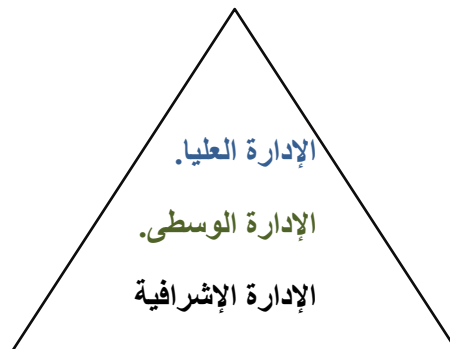 الإدارة العليا.
الإدارة الوسطى.
الإدارة الإشرافية